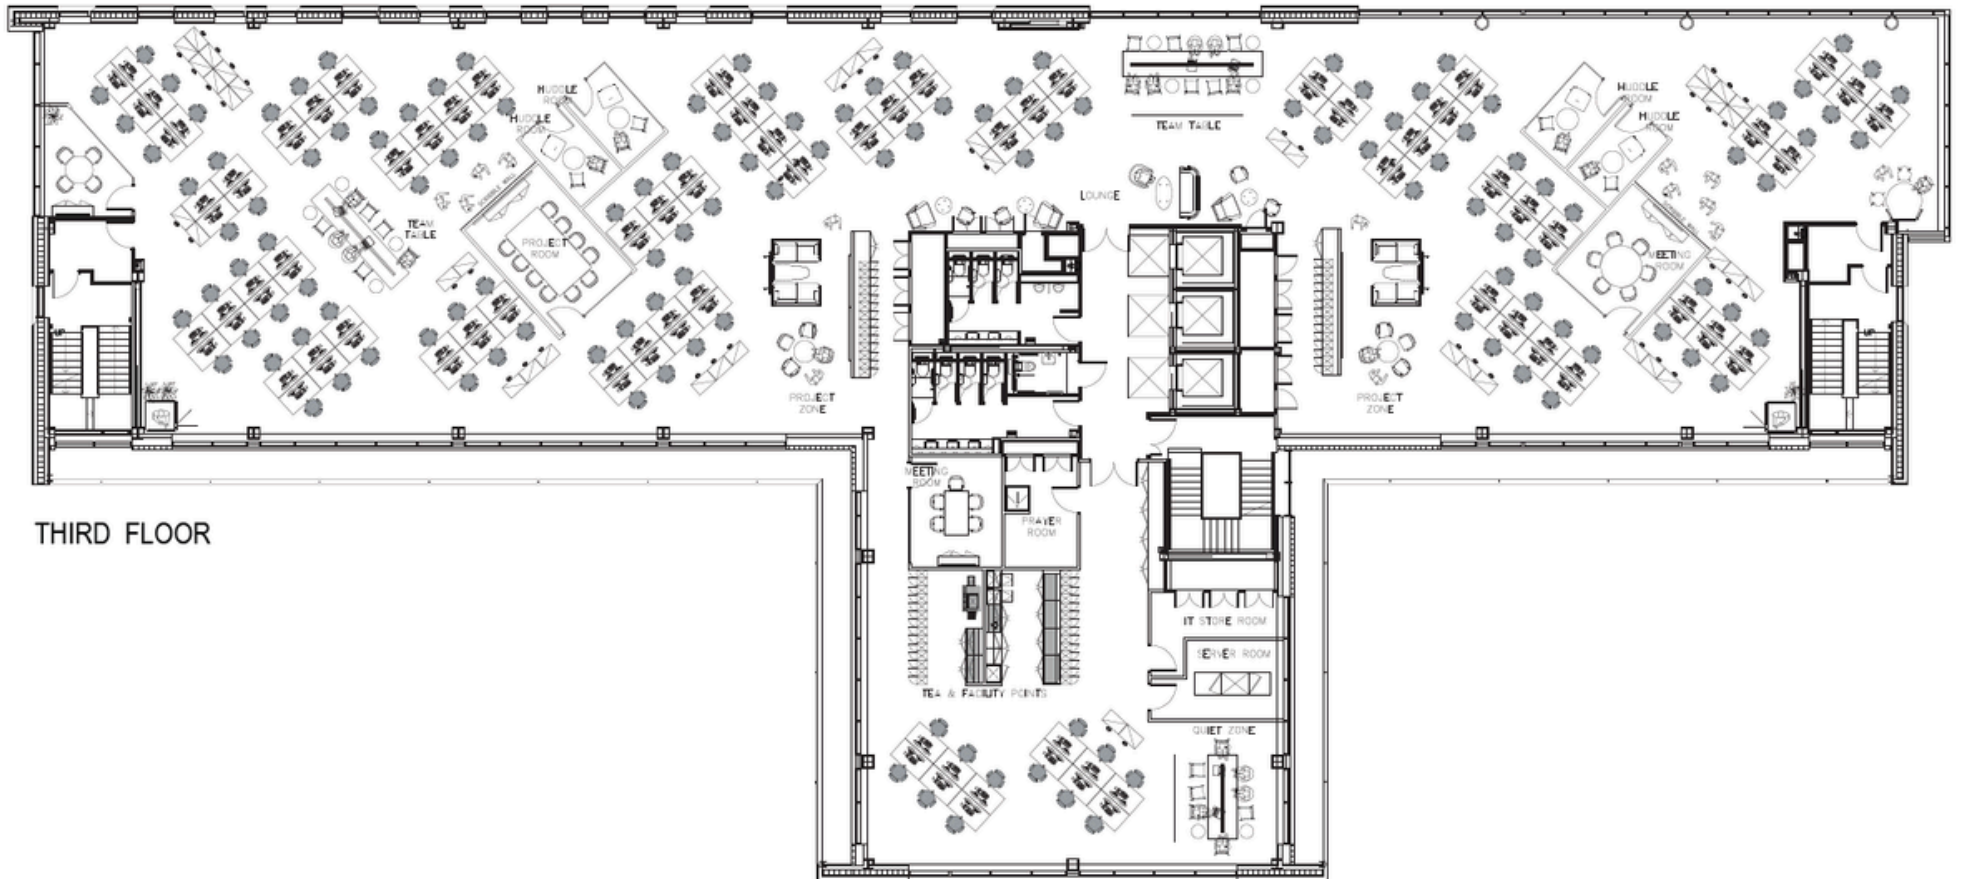 HUDDLE
ROOM
HUDDLE
ROOM
TEAM TABLE
HUDDLE
ROOM
HUDDLE
ROOM
SCRIBBLE WALL
LOUNGE
TEAM
TABLE
PROJECT
ROOM
MEETING
ROOM
UP
UP
PROJECT
ZONE
PROJECT
ZONE
MEETING
ROOM
PRAYER
ROOM
THIRD FLOOR
IT STORE ROOM
SERVER ROOM
TEA & FACILITY POINTS
QUIET ZONE